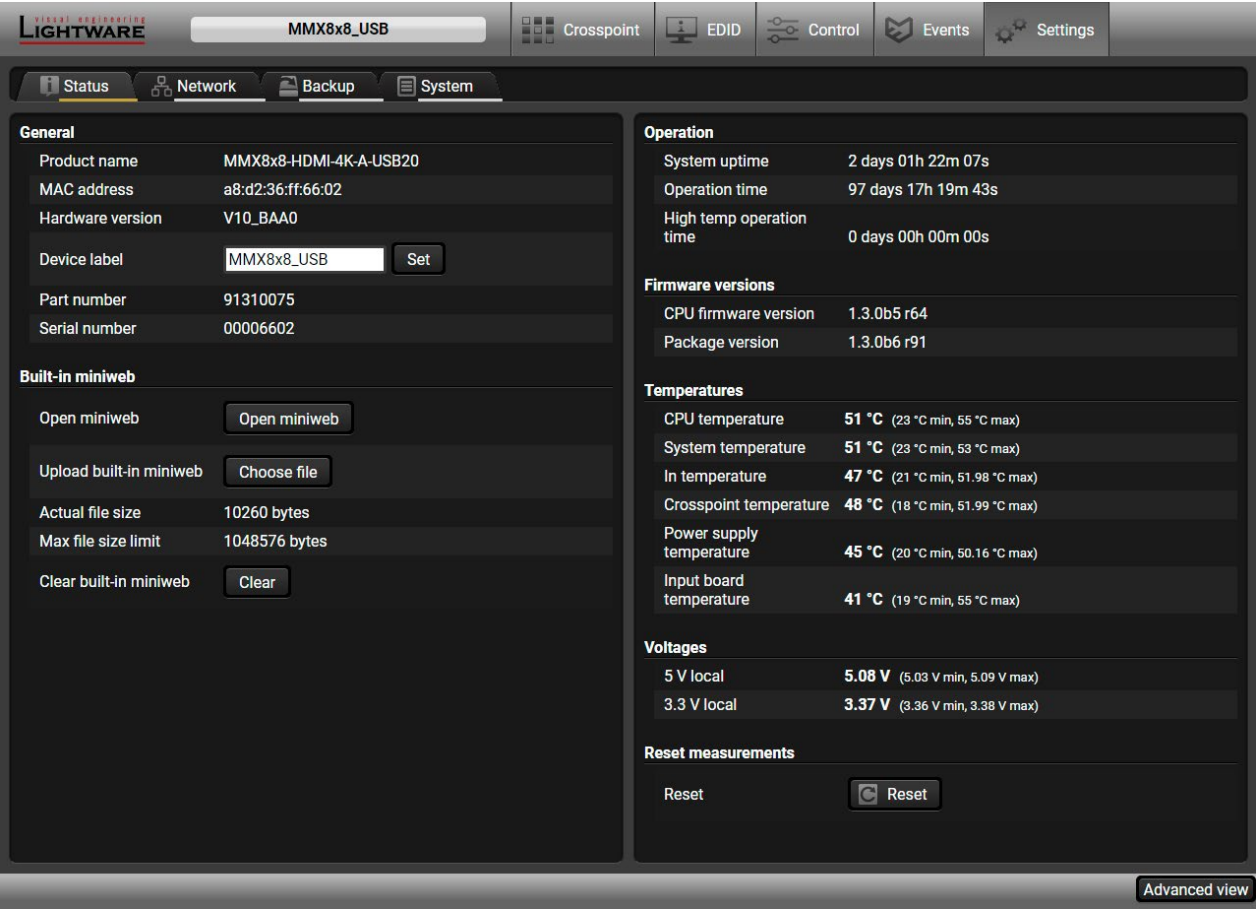 visual engineering
LIGHTWARE
MMX8x8_USB
Crosspoint
EDID
Control
Events
Settings
Status
Network
Backup
System
General
Product name MMX8x8-HDMI-4K-A-USB20
MAC address a8:d2:36:ff:66:02
Hardware version V10_BAA0
Device label MMX8x8_USB Set
Part number 91310075
Serial number 00006602
Built-in miniweb
Open miniweb Open miniweb
Upload built-in miniweb Choose file
Actual file size 10260 bytes
Max file size limit 1048576 bytes
Clear built-in miniweb Clear
Operation
System uptime 2 days 01h 22m 07s
Operation time 97 days 17h 19m 43s
High temp operation
time 0 days 00h 00m 00s
Firmware versions
CPU firmware version 1.3.0b5 r64
Package version 1.3.0b6 r91
Temperatures
CPU temperature 51 °C (23 °C min, 55 °C max)
System temperature 51 °C (23 °C min, 53 °C max)
In temperature 47 °C (21 °C min, 51.98 °C max)
Crosspoint temperature 48 °C (18 °C min, 51.99 °C max)
Power supply
temperature 45 °C (20 °C min, 50.16 °C max)
Input board
temperature 41 °C (19 °C min, 55 °C max)
Voltages
5 V local 5.08 V (5.03 V min, 5.09 V max)
3.3 V local 3.37 V (3.36 V min, 3.38 V max)
Reset measurements
Reset Reset
Advanced view